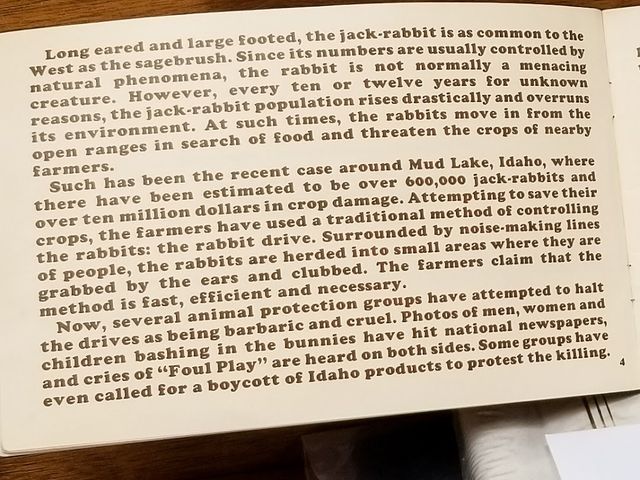 Long eared and large footed, the jack-rabbit is as common to the
West as the sagebrush. Since its numbers are usually controlled by
natural phenomena, the rabbit is not normally a menacing
creature. However, every ten or twelve years for unknown
reasons, the jack-rabbit population rises drastically and overruns
its environment. At such times, the rabbits move in from the
open ranges in search of food and threaten the crops of nearby
farmers.
Such has been the recent case around Mud Lake, Idaho, where
there have been estimated to be over 600,000 jack-rabbits and
over ten million dollars in crop damage. Attempting to save their
crops, the farmers have used a traditional method of controlling
the rabbits: the rabbit drive. Surrounded by noise-making lines
of people, the rabbits are herded into small areas where they are
grabbed by the ears and clubbed. The farmers claim that the
method is fast, efficient and necessary.
Now, several animal protection groups have attempted to halt
the drives as being barbaric and cruel. Photos of men, women and
children bashing in the bunnies have hit national newspapers,
and cries of “Foul Play” are heard on both sides. Some groups have
even called for a boycott of Idaho products to protest the killing.
4